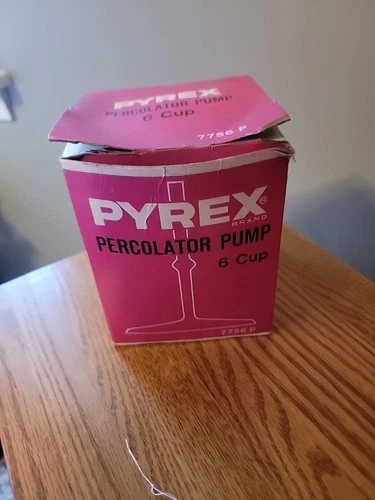 PYREX
PERCOLATOR PUMP
6 Cup
7756 P
PYREX®
BRAND
PERCOLATOR PUMP
6 Cup
7756 P